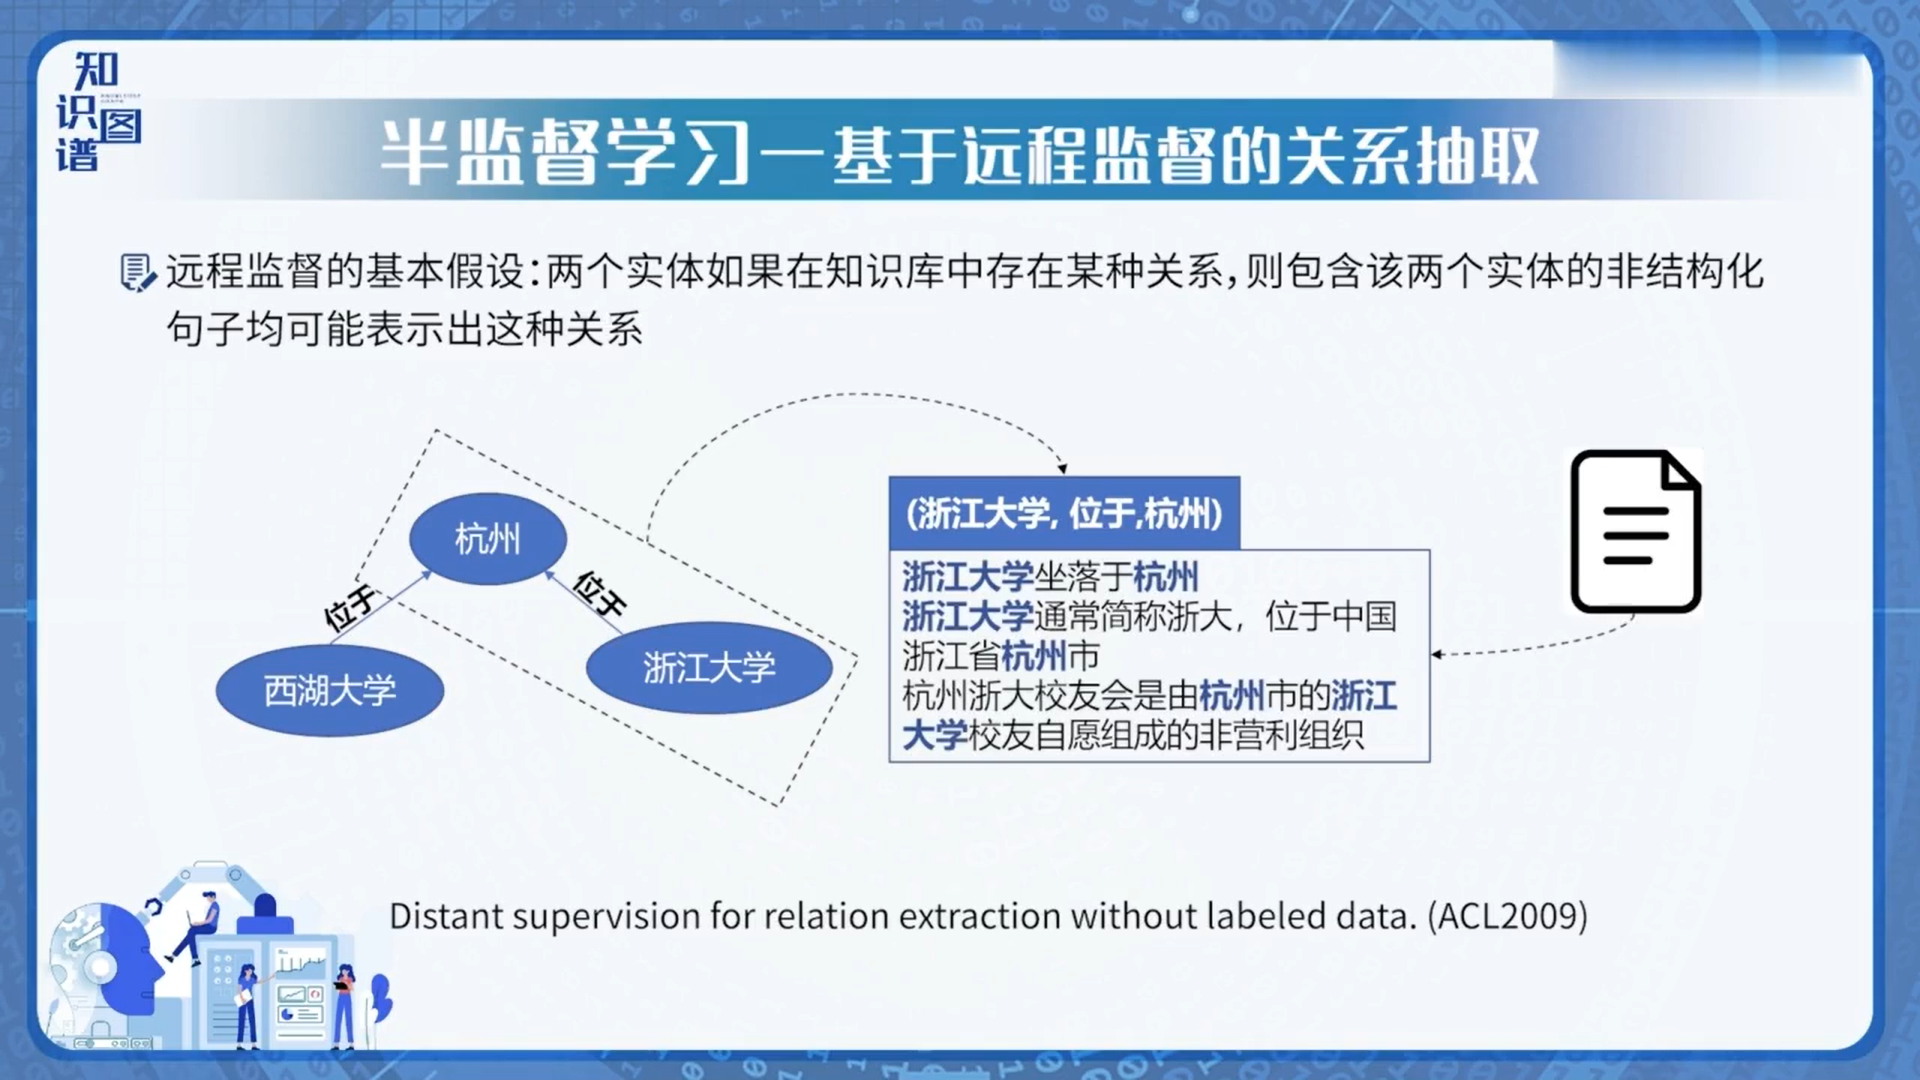 知识图谱
半监督学习—基于远程监督的关系抽取
远程监督的基本假设:两个实体如果在知识库中存在某种关系,则包含该两个实体的非结构化
句子均可能表示出这种关系
杭州
位于
位于
西湖大学
浙江大学
(浙江大学, 位于,杭州)
浙江大学坐落于杭州
浙江大学通常简称浙大，位于中国
浙江省杭州市
杭州浙大校友会是由杭州市的浙江
大学校友自愿组成的非营利组织
Distant supervision for relation extraction without labeled data. (ACL2009)